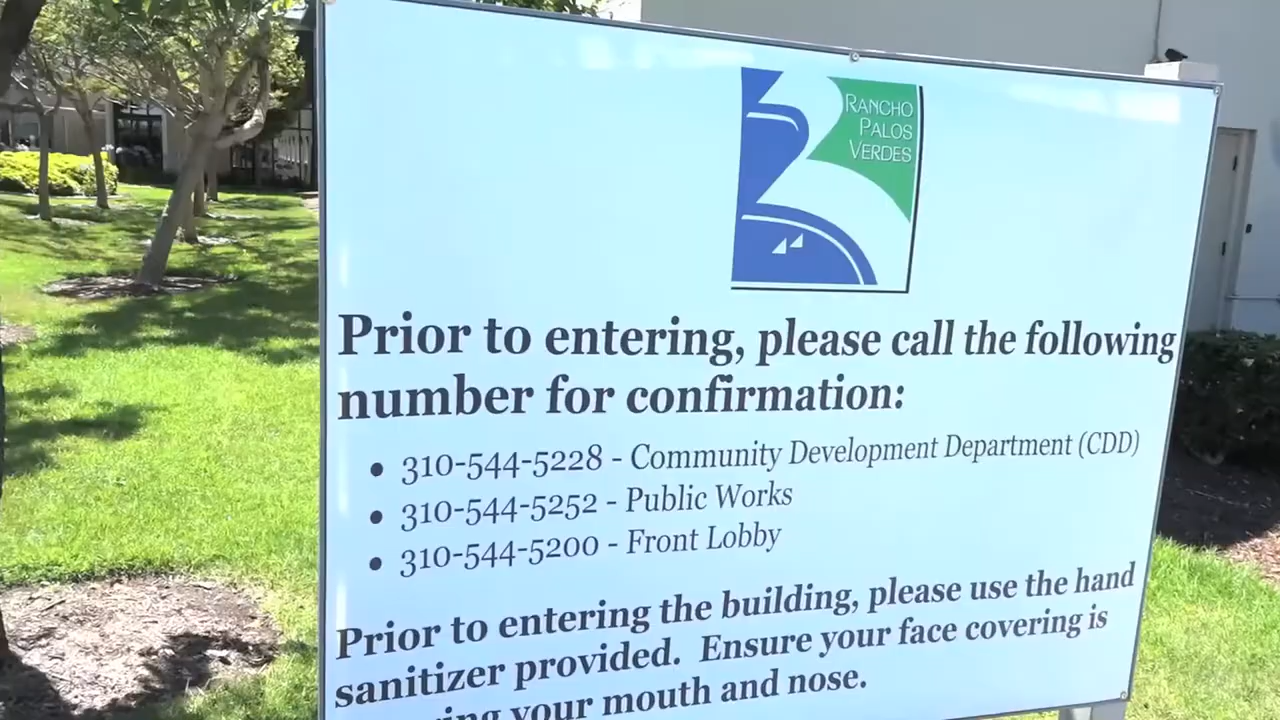 RANCHO
PALOS
VERDES
Prior to entering, please call the following
number for confirmation:
• 310-544-5228 - Community Development Department (CDD)
• 310-544-5252 - Public Works
• 310-544-5200 - Front Lobby
Prior to entering the building, please use the hand
sanitizer provided. Ensure your face covering is
your mouth and nose.